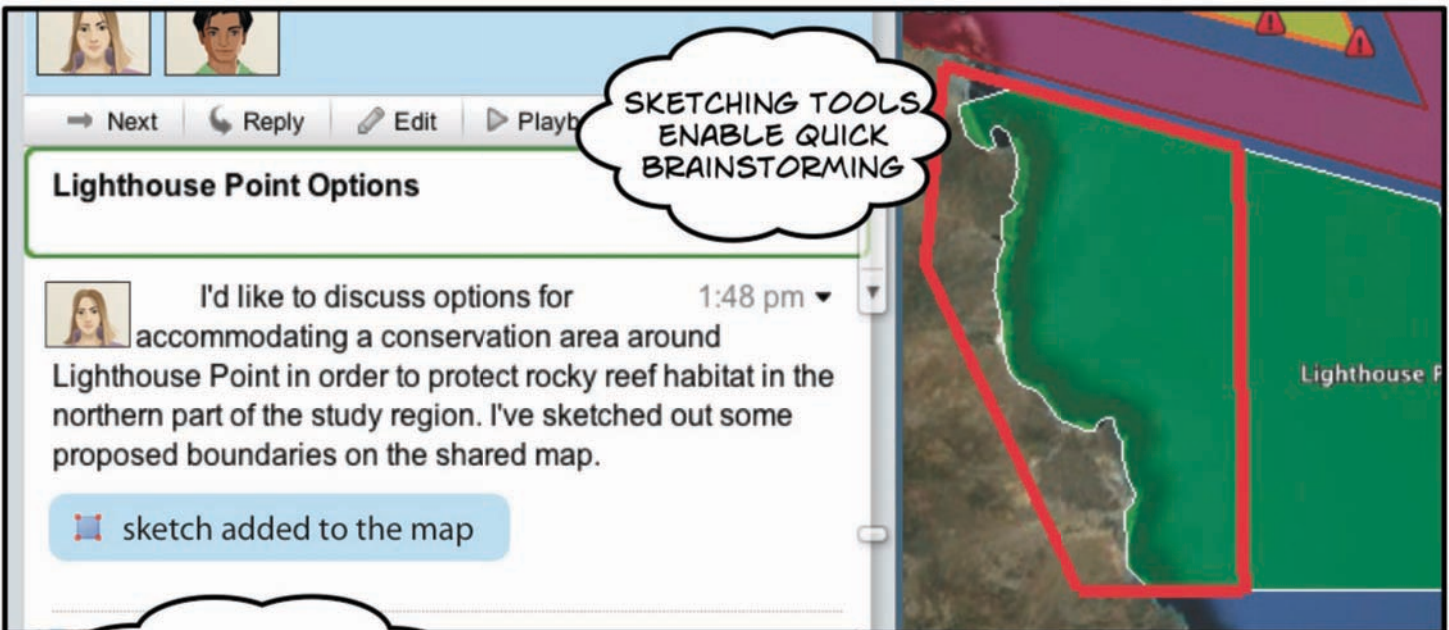 Next Reply Edit
SKETCHING TOOLS
ENABLE QUICK
BRAINSTORMING
Lighthouse Point Options
I'd like to discuss options for 1:48 pm
accommodating a conservation area around
Lighthouse Point in order to protect rocky reef habitat in the
northern part of the study region. I've sketched out some
proposed boundaries on the shared map.
sketch added to the map
Lighthouse